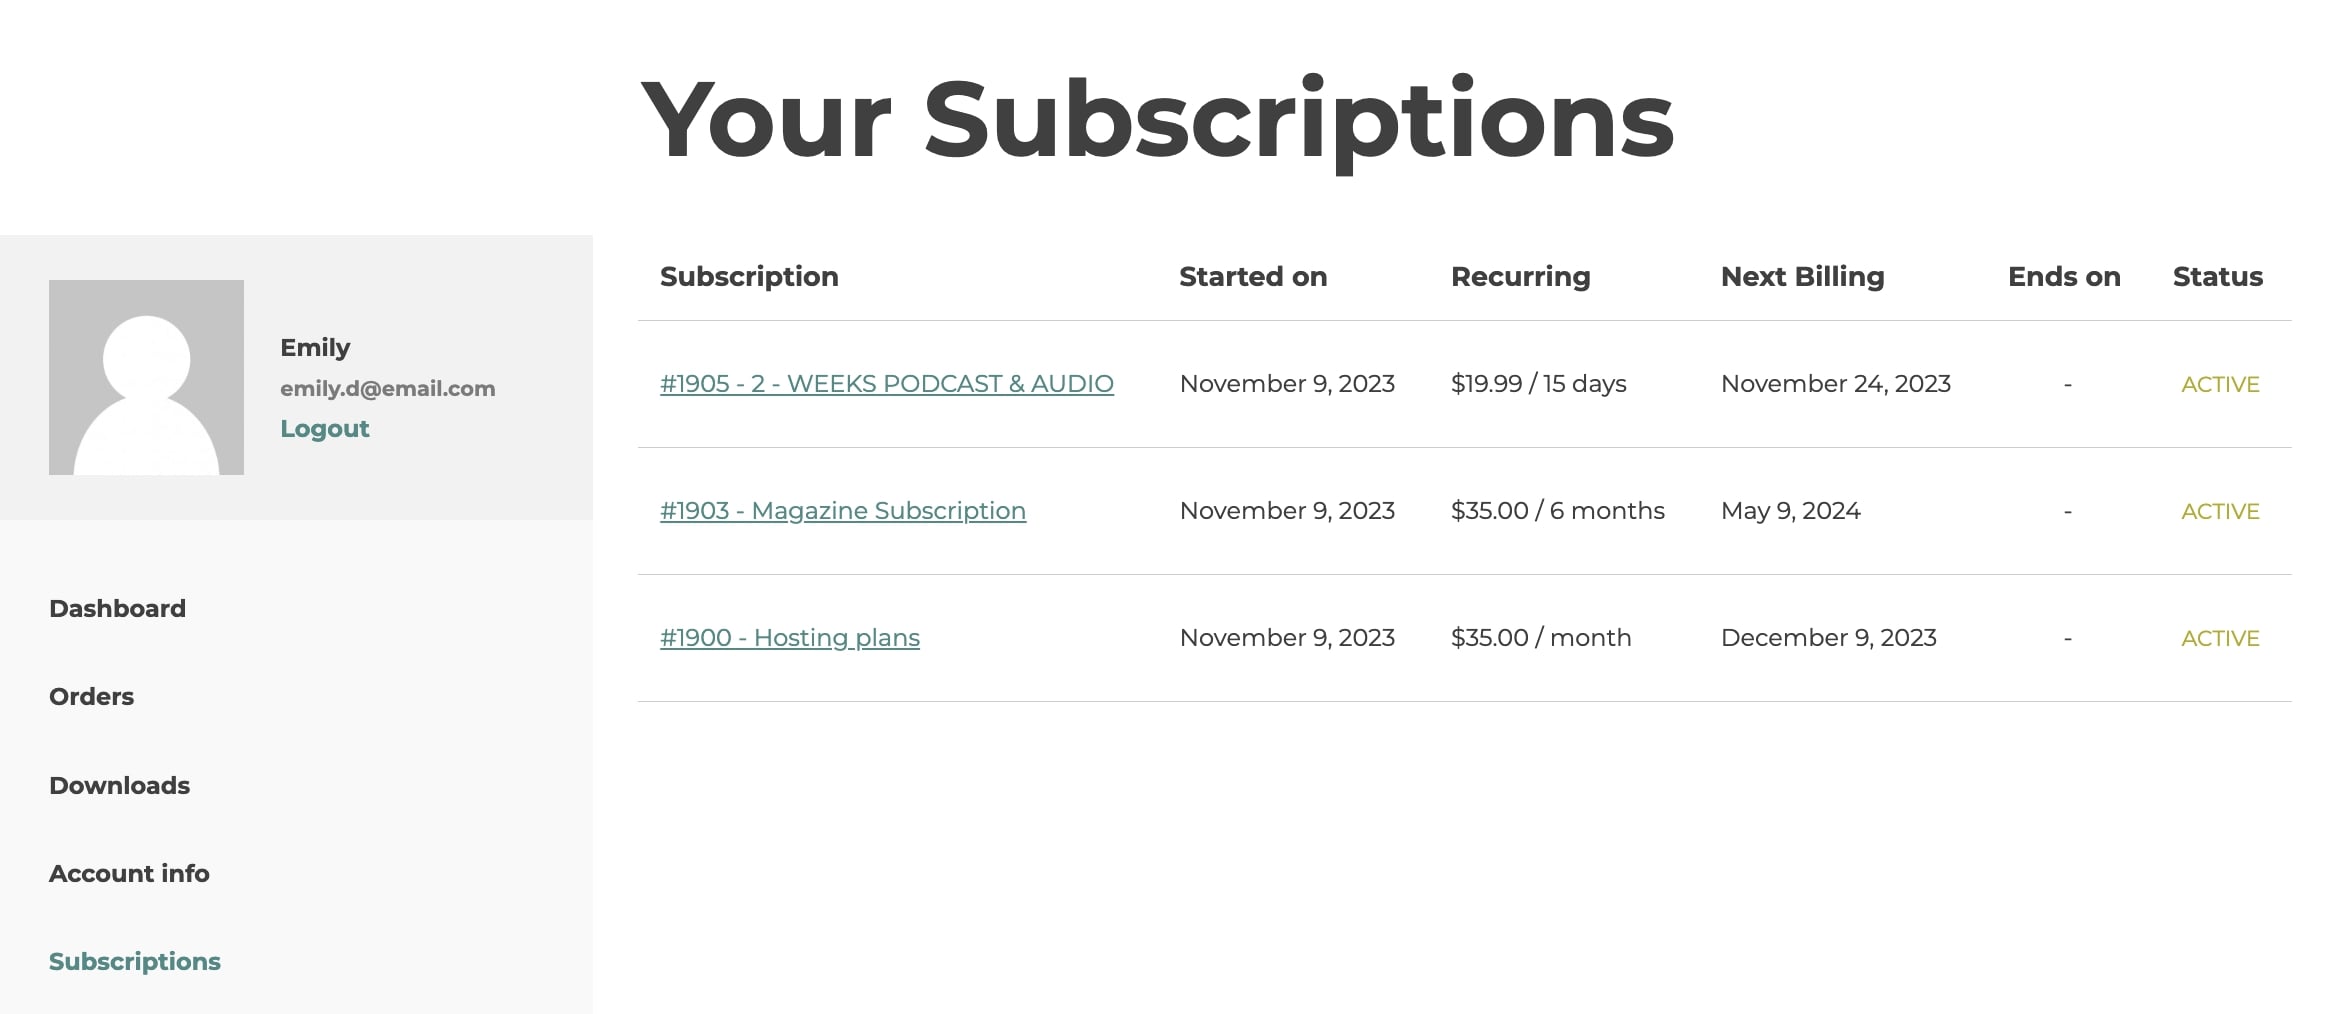 Your Subscriptions
Emily
emily.d@email.com
Logout
Dashboard
Orders
Downloads
Account info
Subscriptions
Subscription Started on Recurring Next Billing Ends on Status
#1905 - 2 - WEEKS PODCAST & AUDIO November 9, 2023 $19.99 / 15 days November 24, 2023 - ACTIVE
#1903 - Magazine Subscription November 9, 2023 $35.00 / 6 months May 9, 2024 - ACTIVE
#1900 - Hosting plans November 9, 2023 $35.00 / month December 9, 2023 - ACTIVE